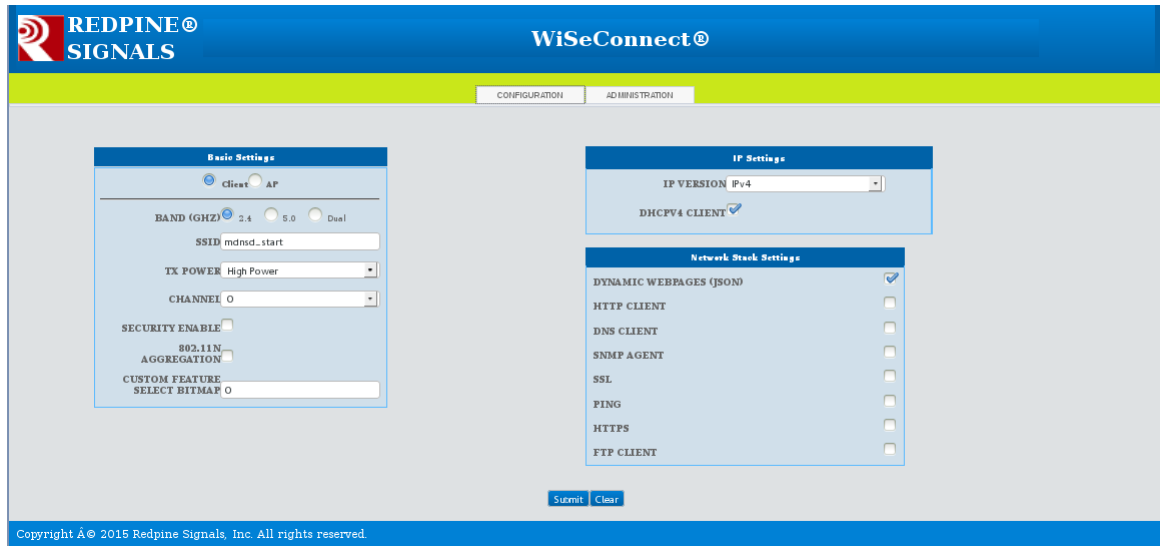 REDPINE®
SIGNALS
WiSeConnect®
CONFIGURATION
ADMINISTRATION
Basic Settings
Client AP
BAND (GHZ) 2.4 5.0 Dual
SSID mdnsd_start
TX POWER High Power
CHANNEL 0
SECURITY ENABLE
802.11N
AGGREGATION
CUSTOM FEATURE
SELECT BITMAP 0
IP Settings
IP VERSION IPv4
DHCPV4 CLIENT
Network Stack Settings
DYNAMIC WEBPAGES (JSON)
HTTP CLIENT
DNS CLIENT
SNMP AGENT
SSL
PING
HTTPS
FTP CLIENT
Submit Clear
Copyright Â© 2015 Redpine Signals, Inc. All rights reserved.